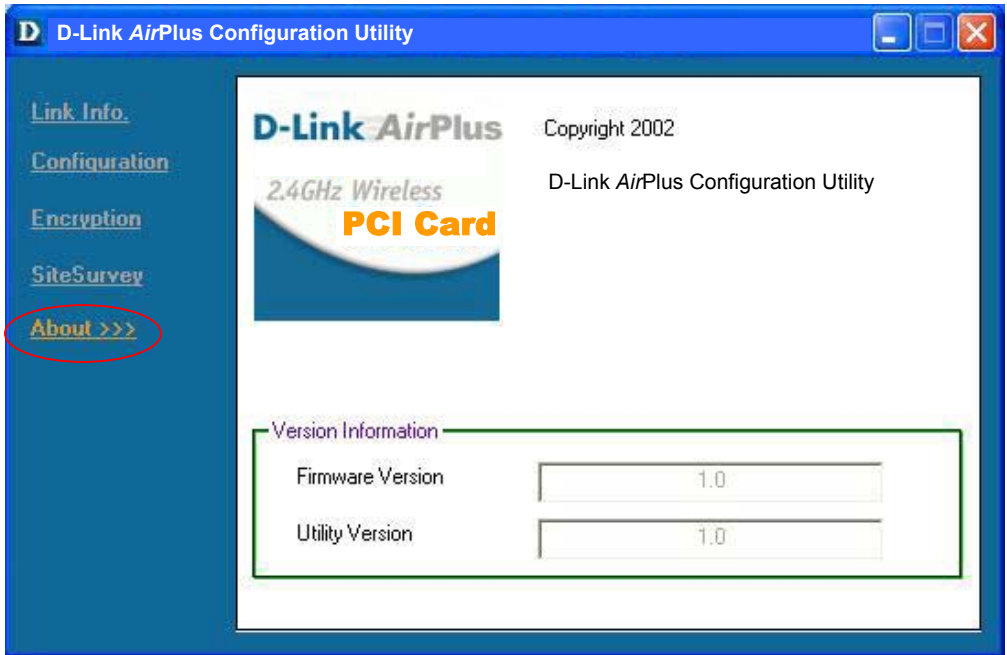 D D-Link AirPlus Configuration Utility
Link Info.
Configuration
Encryption
SiteSurvey
About >>>
D-Link AirPlus
2.4GHz Wireless
PCI Card
Copyright 2002
D-Link AirPlus Configuration Utility
Version Information
Firmware Version 1.0
Utility Version 1.0